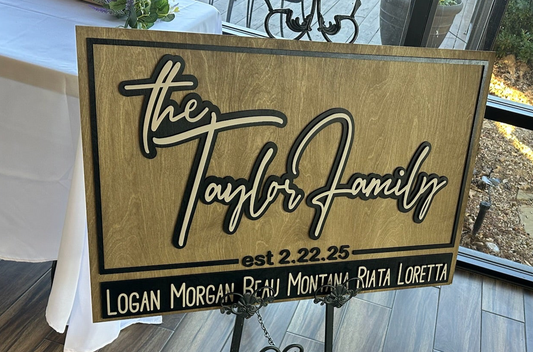 the
Taylor Family
est 2.22.25
LOGAN MORGAN BEAU MONTANA RIATA LORETTA